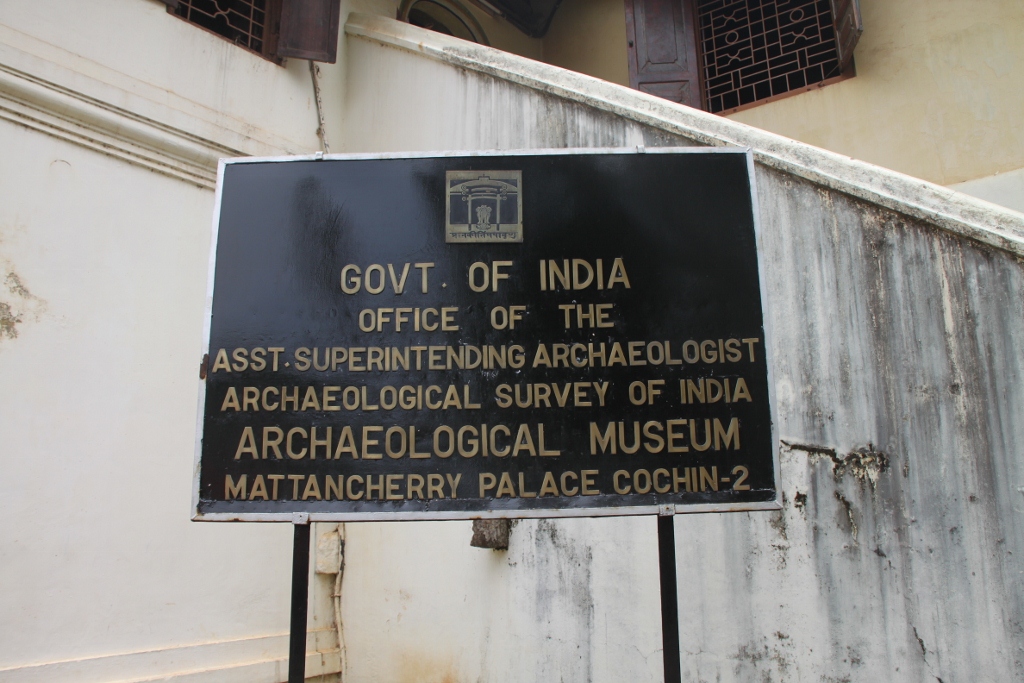 GOVT. OF INDIA
OFFICE OF THE
ASST. SUPERINTENDING ARCHAEOLOGIST
ARCHAEOLOGICAL SURVEY OF INDIA
ARCHAEOLOGICAL MUSEUM
MATTANCHERRY PALACE COCHIN-2